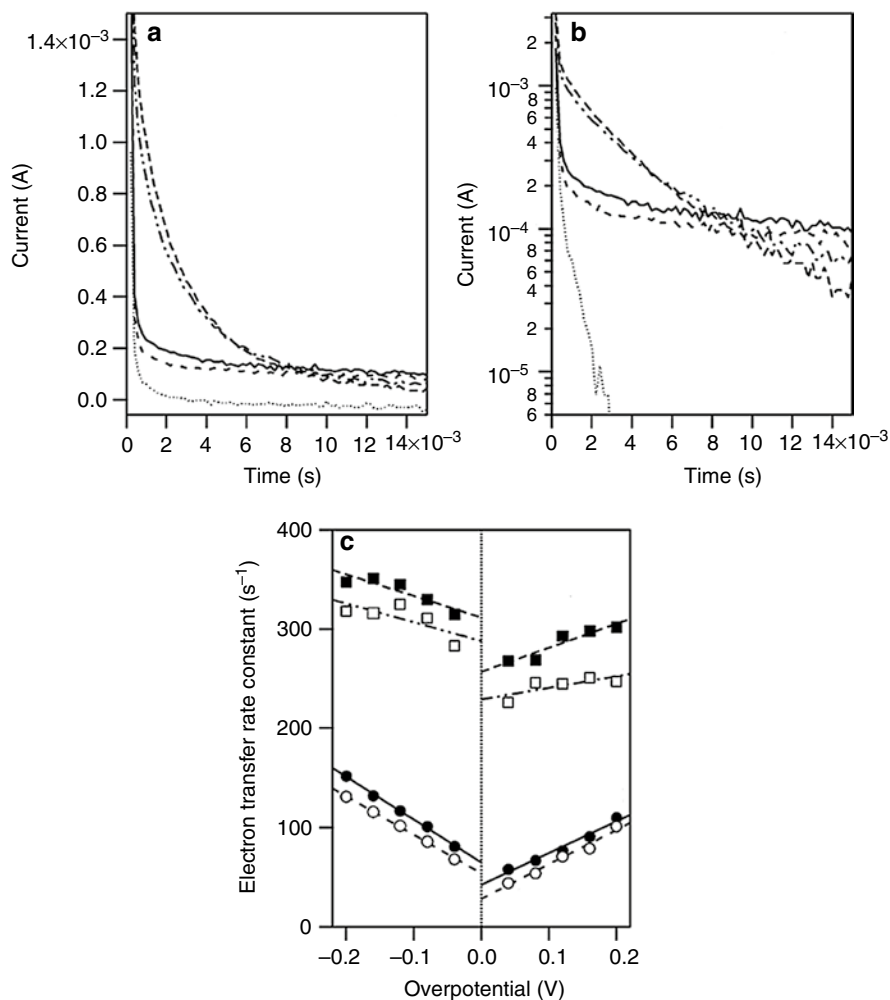 a
1.4×10⁻³
1.2
1.0
0.8
0.6
0.4
0.2
0.0
Current (A)
0 2 4 6 8 10 12 14×10⁻³
Time (s)
b
2
10⁻³
8
6
4
2
10⁻⁴
8
6
4
2
10⁻⁵
8
6
Current (A)
0 2 4 6 8 10 12 14×10⁻³
Time (s)
c
400
300
200
100
0
Electron transfer rate constant (s⁻¹)
−0.2 −0.1 0.0 0.1 0.2
Overpotential (V)